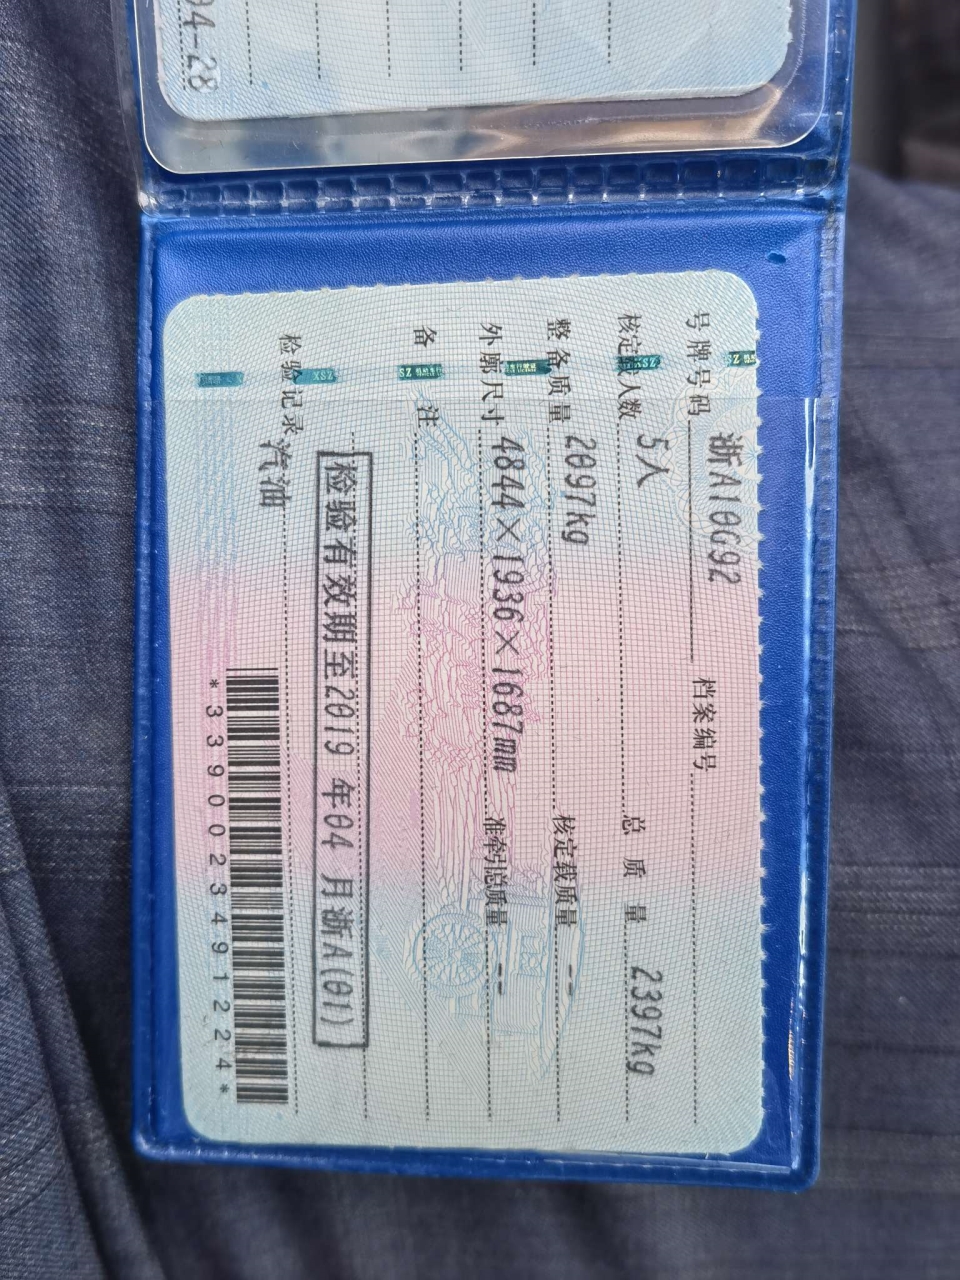 04-28
号牌号码 浙A10G92 档案编号
核定载人数 5人 总质量 2397kg
整备质量 2097kg 核定载质量 --
外廓尺寸 4844×1936×1687mm 准牵引总质量 --
备注
检验有效期至2019年04月浙A(01)
检验记录 汽油
*3390023491224*